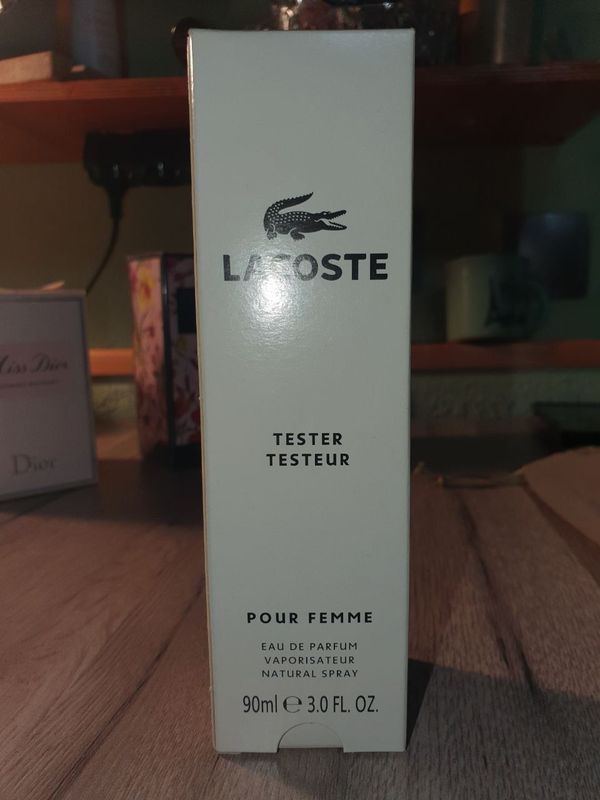 LACOSTE
TESTER
TESTEUR
POUR FEMME
EAU DE PARFUM
VAPORISATEUR
NATURAL SPRAY
90ml ℮ 3.0 FL. OZ.
Miss Dior
Dior